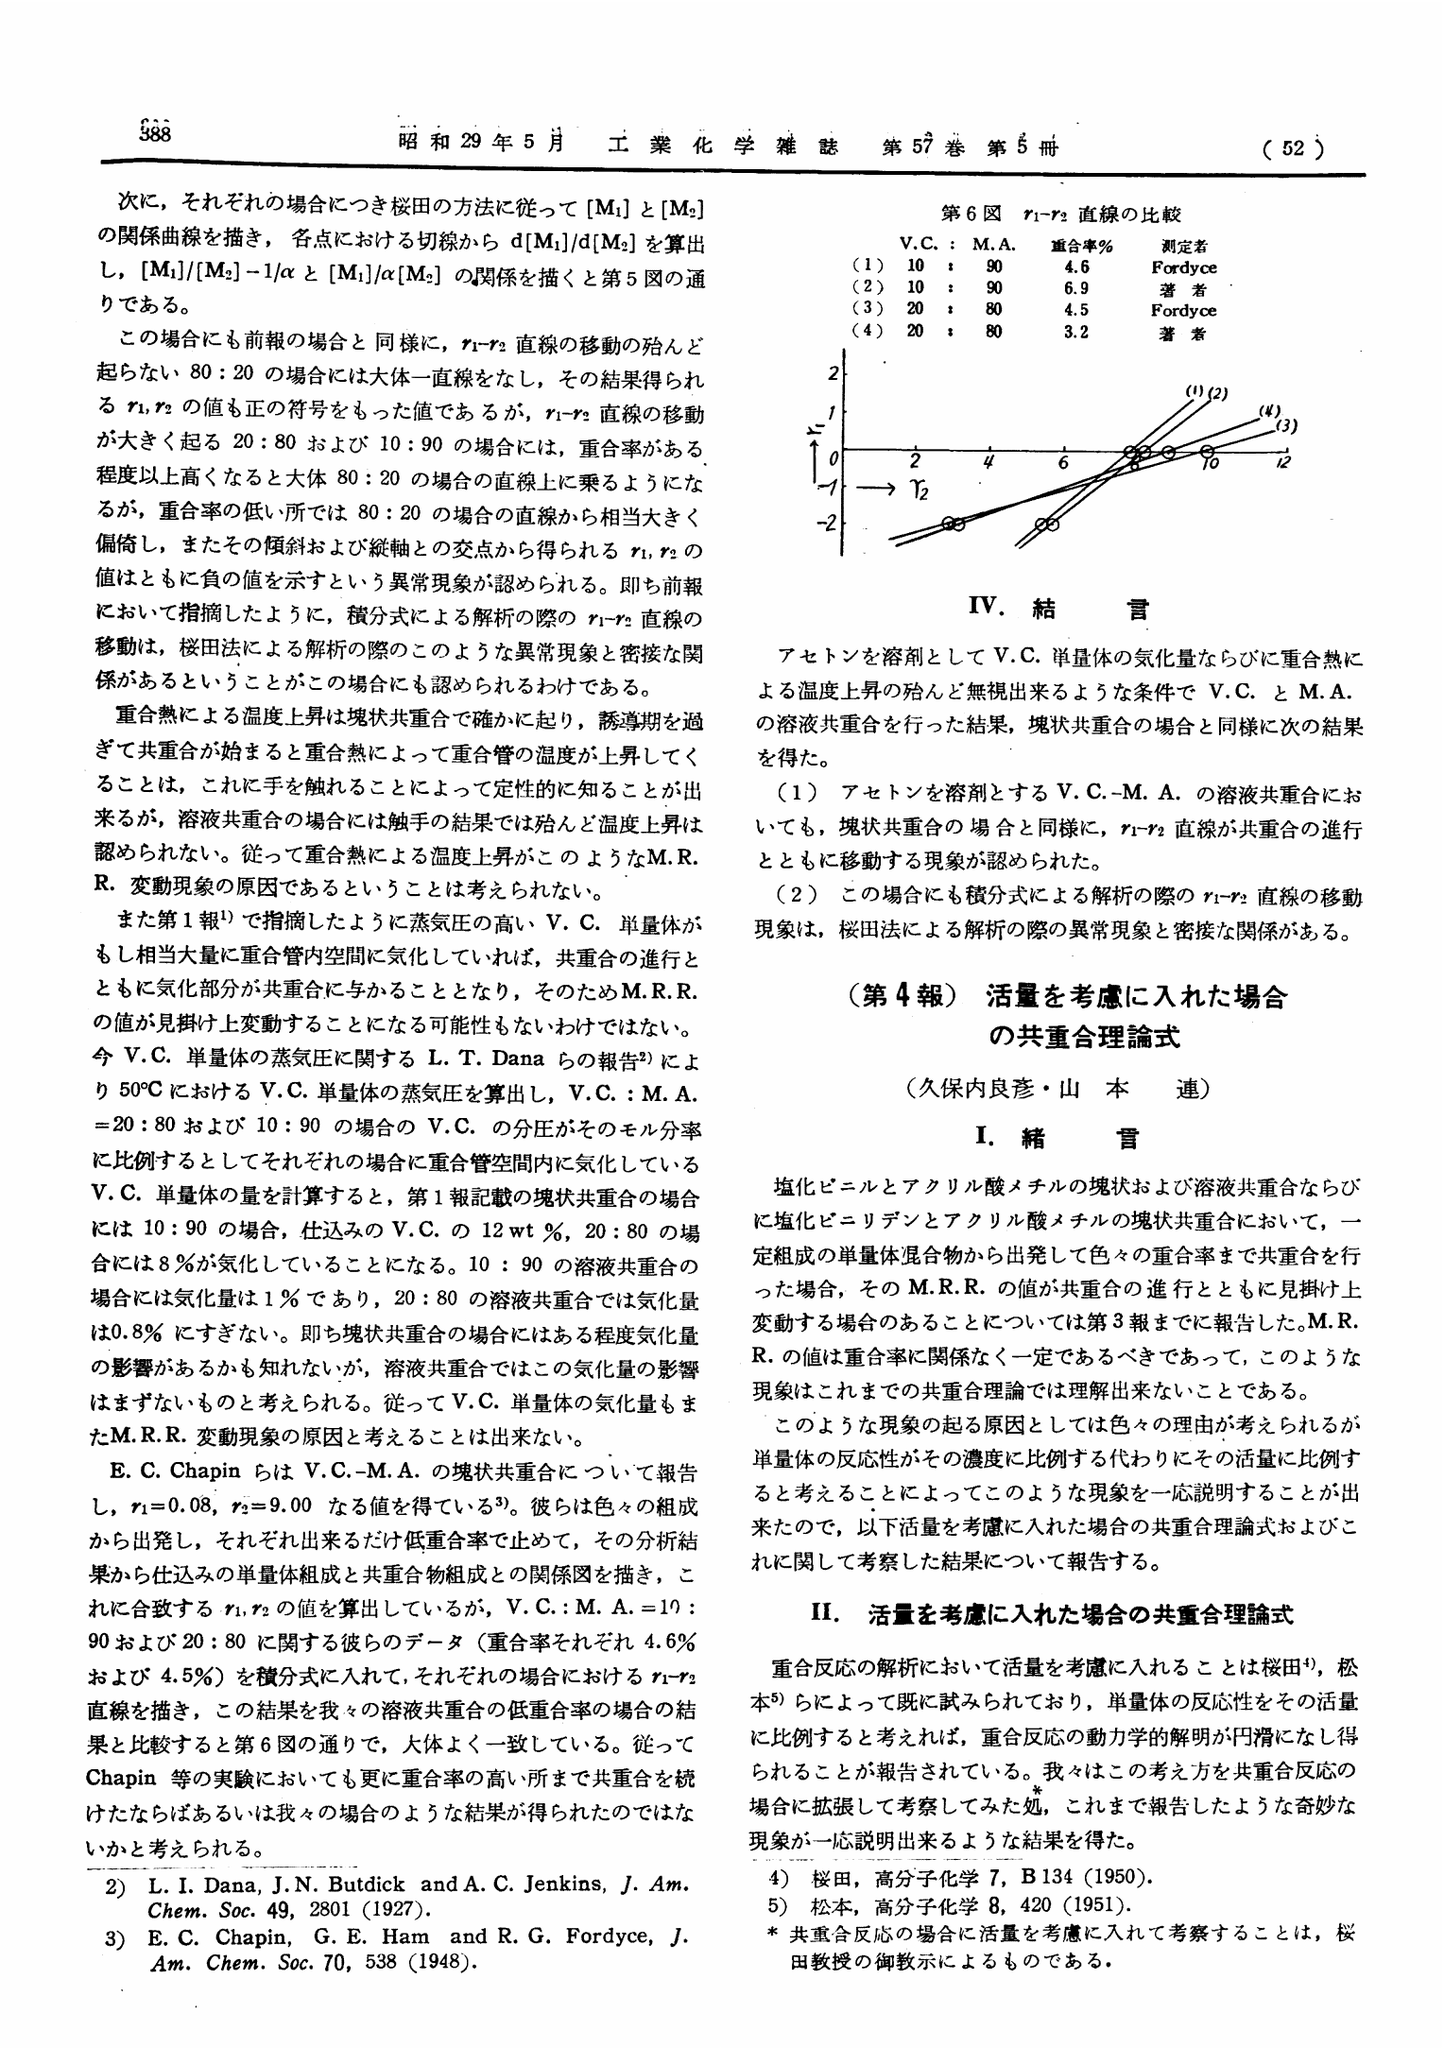 388
昭和29年5月 工業化学雑誌 第57巻 第5冊
(52)
次に，それぞれの場合につき桜田の方法に従って [M₁] と [M₂]
の関係曲線を描き，各点における切線から d[M₁]/d[M₂] を算出
し，[M₁]/[M₂]－1/α と [M₁]/α[M₂] の関係を描くと第5図の通
りである。
この場合にも前報の場合と同様に，r₁-r₂ 直線の移動の殆んど
起らない 80：20 の場合には大体一直線をなし，その結果得られ
る r₁, r₂ の値も正の符号をもった値であるが，r₁-r₂ 直線の移動
が大きく起る 20：80 および 10：90 の場合には，重合率がある
程度以上高くなると大体 80：20 の場合の直線上に乗るようにな
るが，重合率の低い所では 80：20 の場合の直線から相当大きく
偏倚し，またその傾斜および縦軸との交点から得られる r₁, r₂ の
値はともに負の値を示すという異常現象が認められる。即ち前報
において指摘したように，積分式による解析の際の r₁-r₂ 直線の
移動は，桜田法による解析の際のこのような異常現象と密接な関
係があるということがこの場合にも認められるわけである。
重合熱による温度上昇は塊状共重合で確かに起り，誘導期を過
ぎて共重合が始まると重合熱によって重合管の温度が上昇してく
ることは，これに手を触れることによって定性的に知ることが出
来るが，溶液共重合の場合には触手の結果では殆んど温度上昇は
認められない。従って重合熱による温度上昇がこのようなM.R.
R. 変動現象の原因であるということは考えられない。
また第1報¹⁾ で指摘したように蒸気圧の高い V.C. 単量体が
もし相当大量に重合管内空間に気化していれば，共重合の進行と
ともに気化部分が共重合に与かることとなり，そのためM.R.R.
の値が見掛け上変動することになる可能性もないわけではない。
今 V.C. 単量体の蒸気圧に関する L. T. Dana らの報告²⁾ によ
り 50℃ における V.C. 単量体の蒸気圧を算出し，V.C. : M. A.
=20：80 および 10：90 の場合の V.C. の分圧がそのモル分率
に比例するとしてそれぞれの場合に重合管空間内に気化している
V.C. 単量体の量を計算すると，第1報記載の塊状共重合の場合
には 10：90 の場合，仕込みの V.C. の 12 wt %，20：80 の場
合には8％が気化していることになる。10：90 の溶液共重合の
場合には気化量は1％であり，20：80 の溶液共重合では気化量
は0.8% にすぎない。即ち塊状共重合の場合にはある程度気化量
の影響があるかも知れないが，溶液共重合ではこの気化量の影響
はまずないものと考えられる。従って V.C. 単量体の気化量もま
たM.R.R. 変動現象の原因と考えることは出来ない。
E. C. Chapin らは V.C.-M.A. の塊状共重合について報告
し，r₁=0.08, r₂=9.00 なる値を得ている³⁾。彼らは色々の組成
から出発し，それぞれ出来るだけ低重合率で止めて，その分析結
果から仕込みの単量体組成と共重合物組成との関係図を描き，こ
れに合致する r₁, r₂ の値を算出しているが，V.C. : M. A. =10：
90および20：80 に関する彼らのデータ（重合率それぞれ 4.6%
および 4.5%）を積分式に入れて，それぞれの場合における r₁-r₂
直線を描き，この結果を我々の溶液共重合の低重合率の場合の結
果と比較すると第6図の通りで，大体よく一致している。従って
Chapin 等の実験においても更に重合率の高い所まで共重合を続
けたならばあるいは我々の場合のような結果が得られたのではな
いかと考えられる。
2) L. I. Dana, J.N. Butdick and A. C. Jenkins, J. Am.
Chem. Soc. 49, 2801 (1927).
3) E. C. Chapin, G. E. Ham and R. G. Fordyce, J.
Am. Chem. Soc. 70, 538 (1948).
第6図 r₁-r₂ 直線の比較
V.C. : M.A. 重合率% 測定者
(1) 10 : 90 4.6 Fordyce
(2) 10 : 90 6.9 著者
(3) 20 : 80 4.5 Fordyce
(4) 20 : 80 3.2 著者
2
1
0
-1
-2
r₁
2 4 6 8 10 12
r₂
(1) (2)
(4)
(3)
IV. 結言
アセトンを溶剤として V.C. 単量体の気化量ならびに重合熱に
よる温度上昇の殆んど無視出来るような条件で V.C. と M.A.
の溶液共重合を行った結果，塊状共重合の場合と同様に次の結果
を得た。
（1） アセトンを溶剤とする V. C.-M. A. の溶液共重合にお
いても，塊状共重合の場合と同様に，r₁-r₂ 直線が共重合の進行
とともに移動する現象が認められた。
（2） この場合にも積分式による解析の際の r₁-r₂ 直線の移動
現象は，桜田法による解析の際の異常現象と密接な関係がある。
（第4報） 活量を考慮に入れた場合
の共重合理論式
（久保内良彦・山本 連）
I. 緒言
塩化ビニルとアクリル酸メチルの塊状および溶液共重合ならび
に塩化ビニリデンとアクリル酸メチルの塊状共重合において，一
定組成の単量体混合物から出発して色々の重合率まで共重合を行
った場合，その M.R.R. の値が共重合の進行とともに見掛け上
変動する場合のあることについては第3報までに報告した。M.R.
R. の値は重合率に関係なく一定であるべきであって，このような
現象はこれまでの共重合理論では理解出来ないことである。
このような現象の起る原因としては色々の理由が考えられるが
単量体の反応性がその濃度に比例する代わりにその活量に比例す
ると考えることによってこのような現象を一応説明することが出
来たので，以下活量を考慮に入れた場合の共重合理論式およびこ
れに関して考察した結果について報告する。
II. 活量を考慮に入れた場合の共重合理論式
重合反応の解析において活量を考慮に入れることは桜田⁴⁾，松
本⁵⁾ らによって既に試みられており，単量体の反応性をその活量
に比例すると考えれば，重合反応の動力学的解明が円滑になし得
られることが報告されている。我々はこの考え方を共重合反応の
場合に拡張して考察してみた処*，これまで報告したような奇妙な
現象が一応説明出来るような結果を得た。
4) 桜田，高分子化学 7, B 134 (1950).
5) 松本，高分子化学 8, 420 (1951).
* 共重合反応の場合に活量を考慮に入れて考察することは，桜
田教授の御教示によるものである．